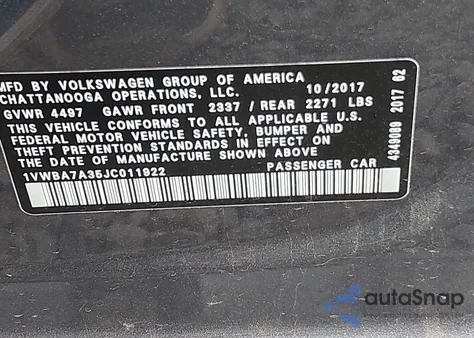 MFD BY VOLKSWAGEN GROUP OF AMERICA
CHATTANOOGA OPERATIONS, LLC. 10/2017
GVWR 4497 GAWR FRONT 2337 / REAR 2271 LBS
THIS VEHICLE CONFORMS TO ALL APPLICABLE U.S.
FEDERAL MOTOR VEHICLE SAFETY, BUMPER AND
THEFT PREVENTION STANDARDS IN EFFECT ON THE
DATE OF MANUFACTURE SHOWN ABOVE.
1VWBA7A36JC011922 PASSENGER CAR
4349089 2017 62
autoSnap